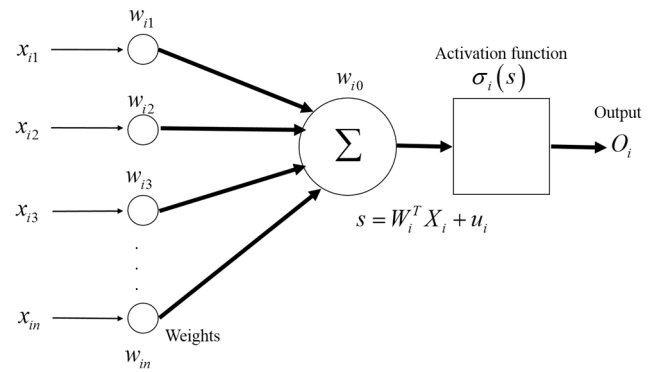 w_{i1}
x_{i1}
w_{i2}
x_{i2}
w_{i3}
x_{i3}
.
.
.
x_{in}
w_{in}
Weights
w_{i0}
Σ
s = W_i^T X_i + u_i
Activation function
σ_i(s)
Output
O_i